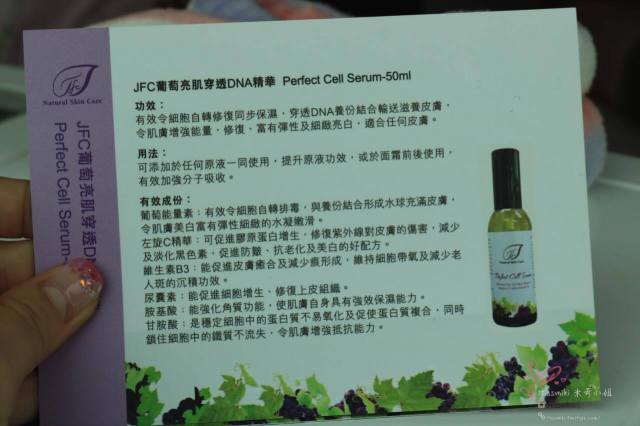 Natural Skin Care
JFC葡萄亮肌穿透DNA精華 Perfect Cell Serum-50ml
功效:
有效令細胞自轉修復同步保濕,穿透DNA養份結合輸送滋養皮膚,
令肌膚增強能量,修復、富有彈性及細緻亮白,適合任何皮膚。
用法:
可添加於任何原液一同使用,提升原液功效,或於面霜前後使用,
有效加強分子吸收。
有效成份:
葡萄能量素:有效令細胞自轉排毒,與養份結合形成水球充滿皮膚,
令肌膚美白富有彈性細緻的水凝嫩滑。
左旋C精華:可促進膠原蛋白增生,修復紫外線對皮膚的傷害,減少
及淡化黑色素,促進防皺、抗老化及美白的好配方。
維生素B3:能促進皮膚癒合及減少痕形成,維持細胞帶氧及減少老
人斑的沉積功效。
尿囊素:能促進細胞增生、修復上皮組織。
胺基酸:能強化角質功能,使肌膚自身具有強效保濕能力。
甘胺酸:是穩定細胞中的蛋白質不易氧化及促使蛋白質複合,同時
鎖住細胞中的鐵質不流失,令肌膚增強抵抗能力。
JFC葡萄亮肌穿透D
Perfect Cell Serum-
Natural Skin Care
Perfect Cell Serum
Missmiki 米奇小姐